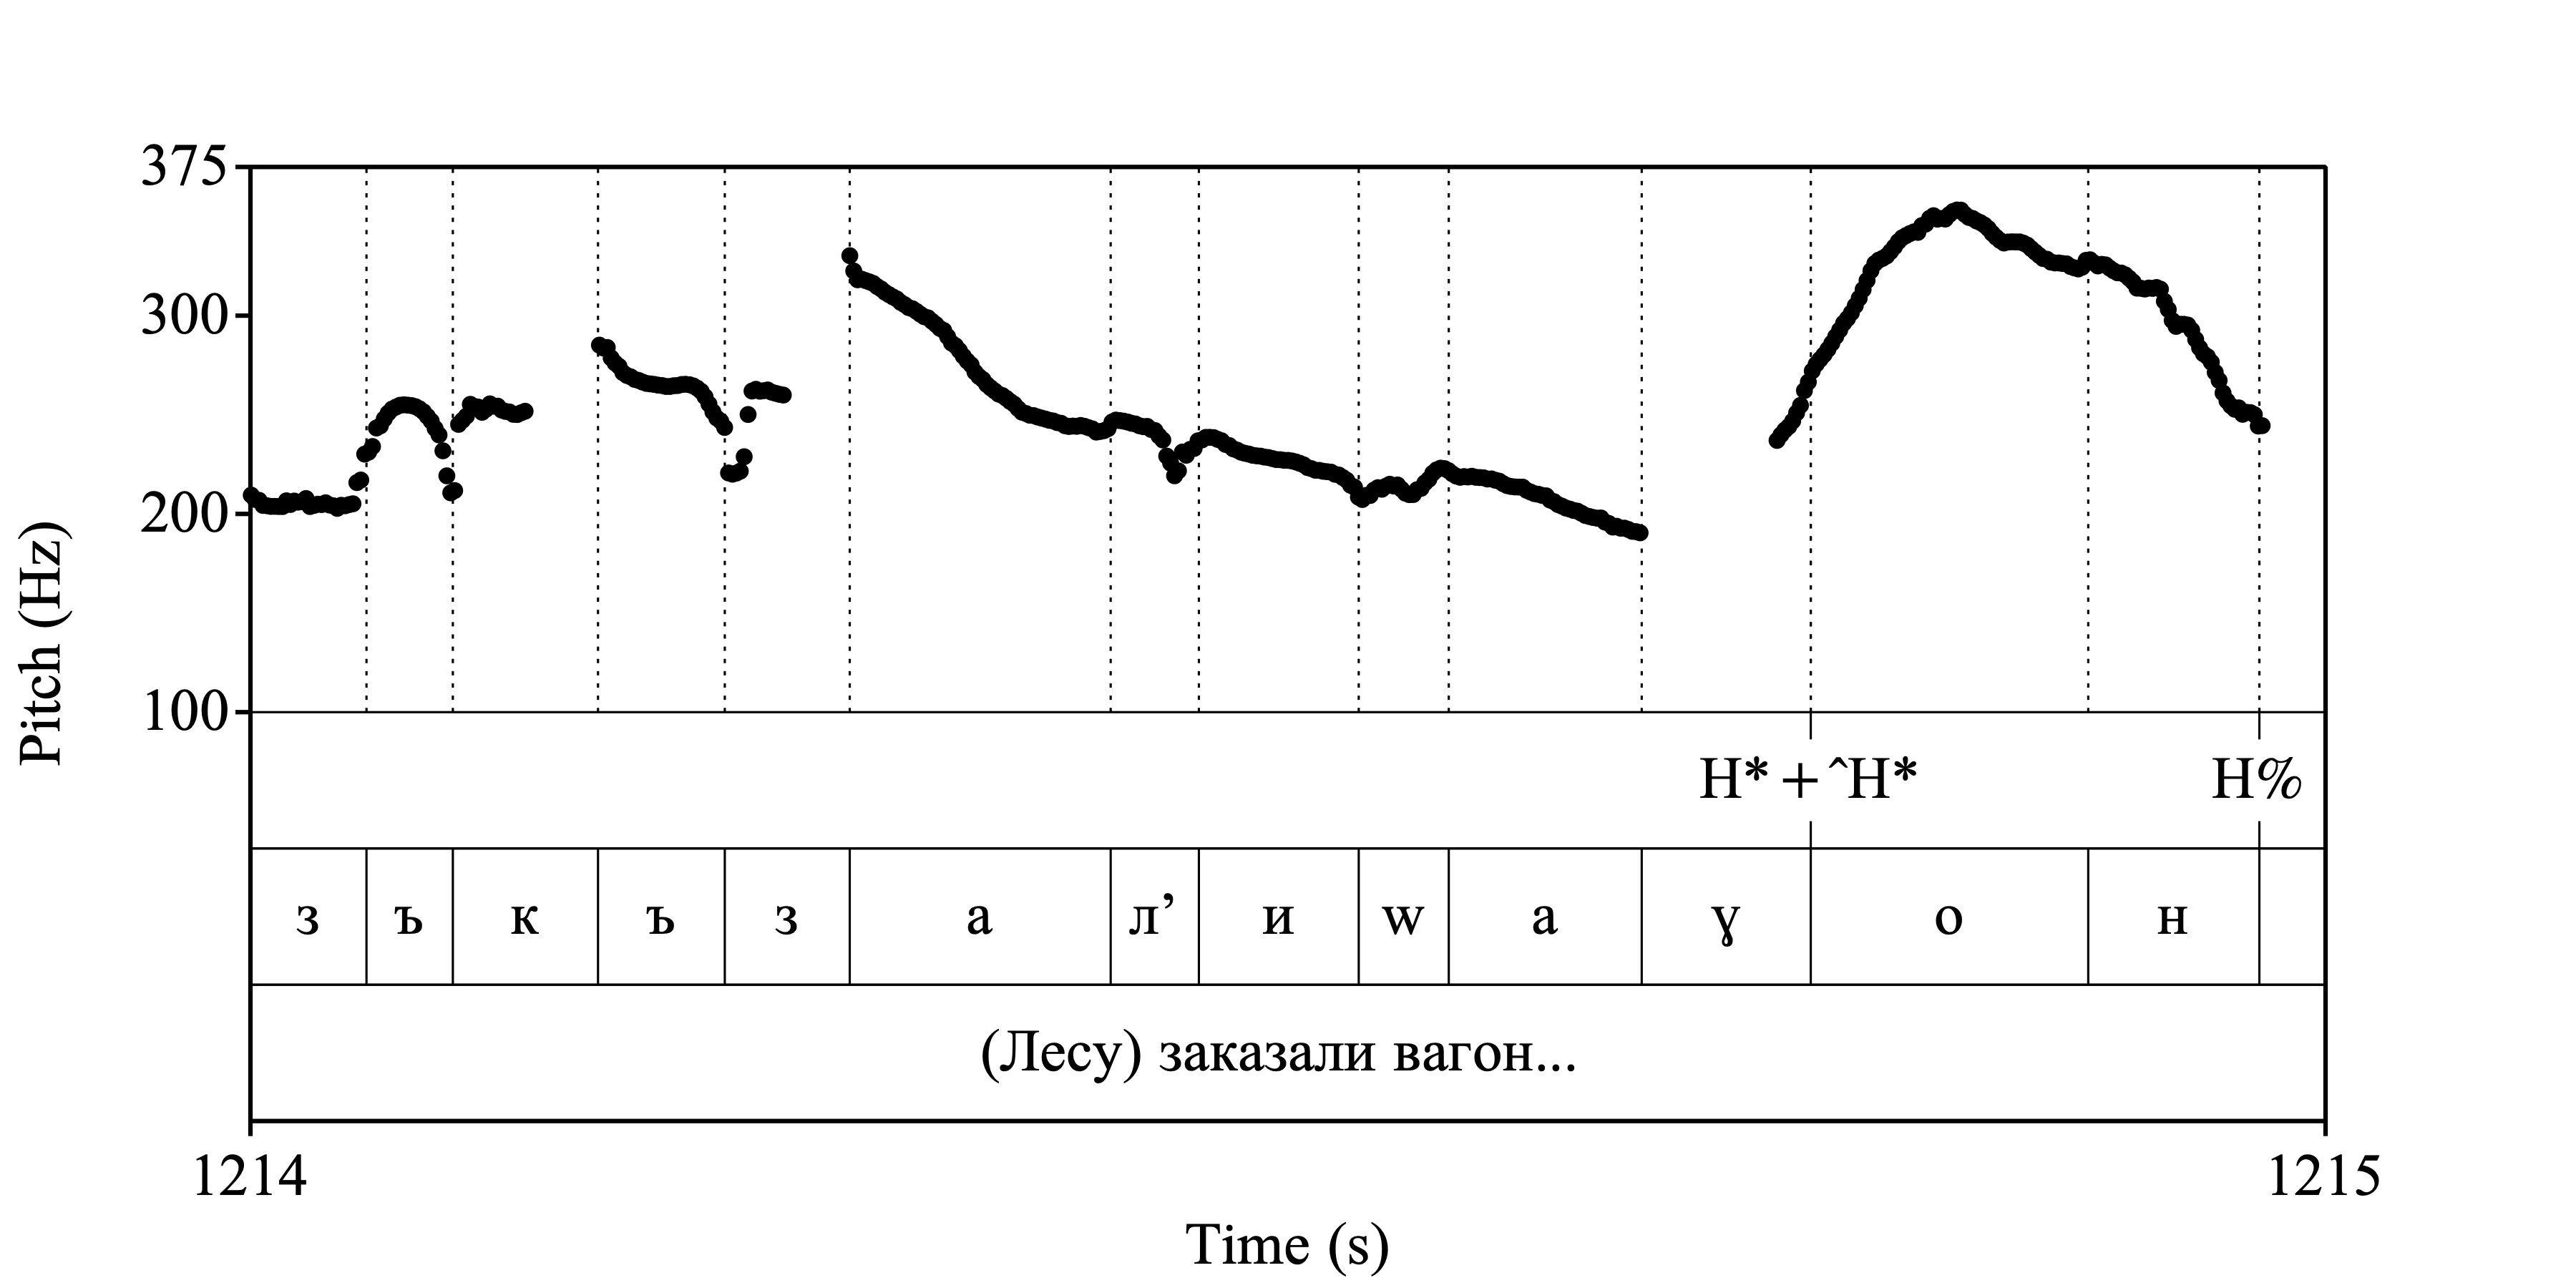 375
300
200
100
Pitch (Hz)
H* + ˆH* H%
з ъ к ъ з а л’ и w а ɣ о н
(Лесу) заказали вагон...
1214 1215
Time (s)